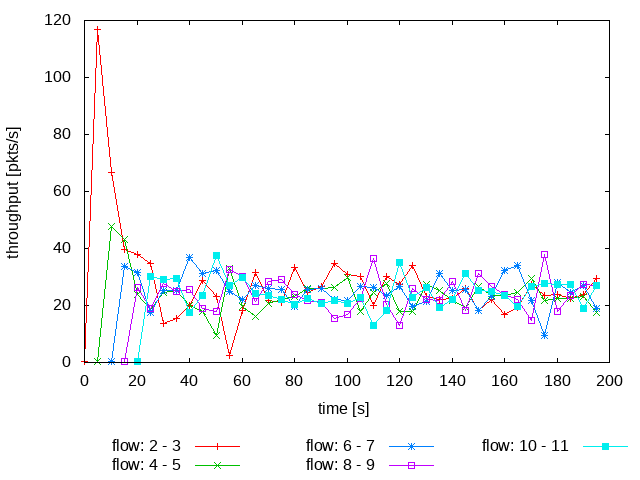 120
100
80
60
40
20
0
throughput [pkts/s]
0 20 40 60 80 100 120 140 160 180 200
time [s]
flow: 2 - 3 flow: 6 - 7 flow: 10 - 11
flow: 4 - 5 flow: 8 - 9